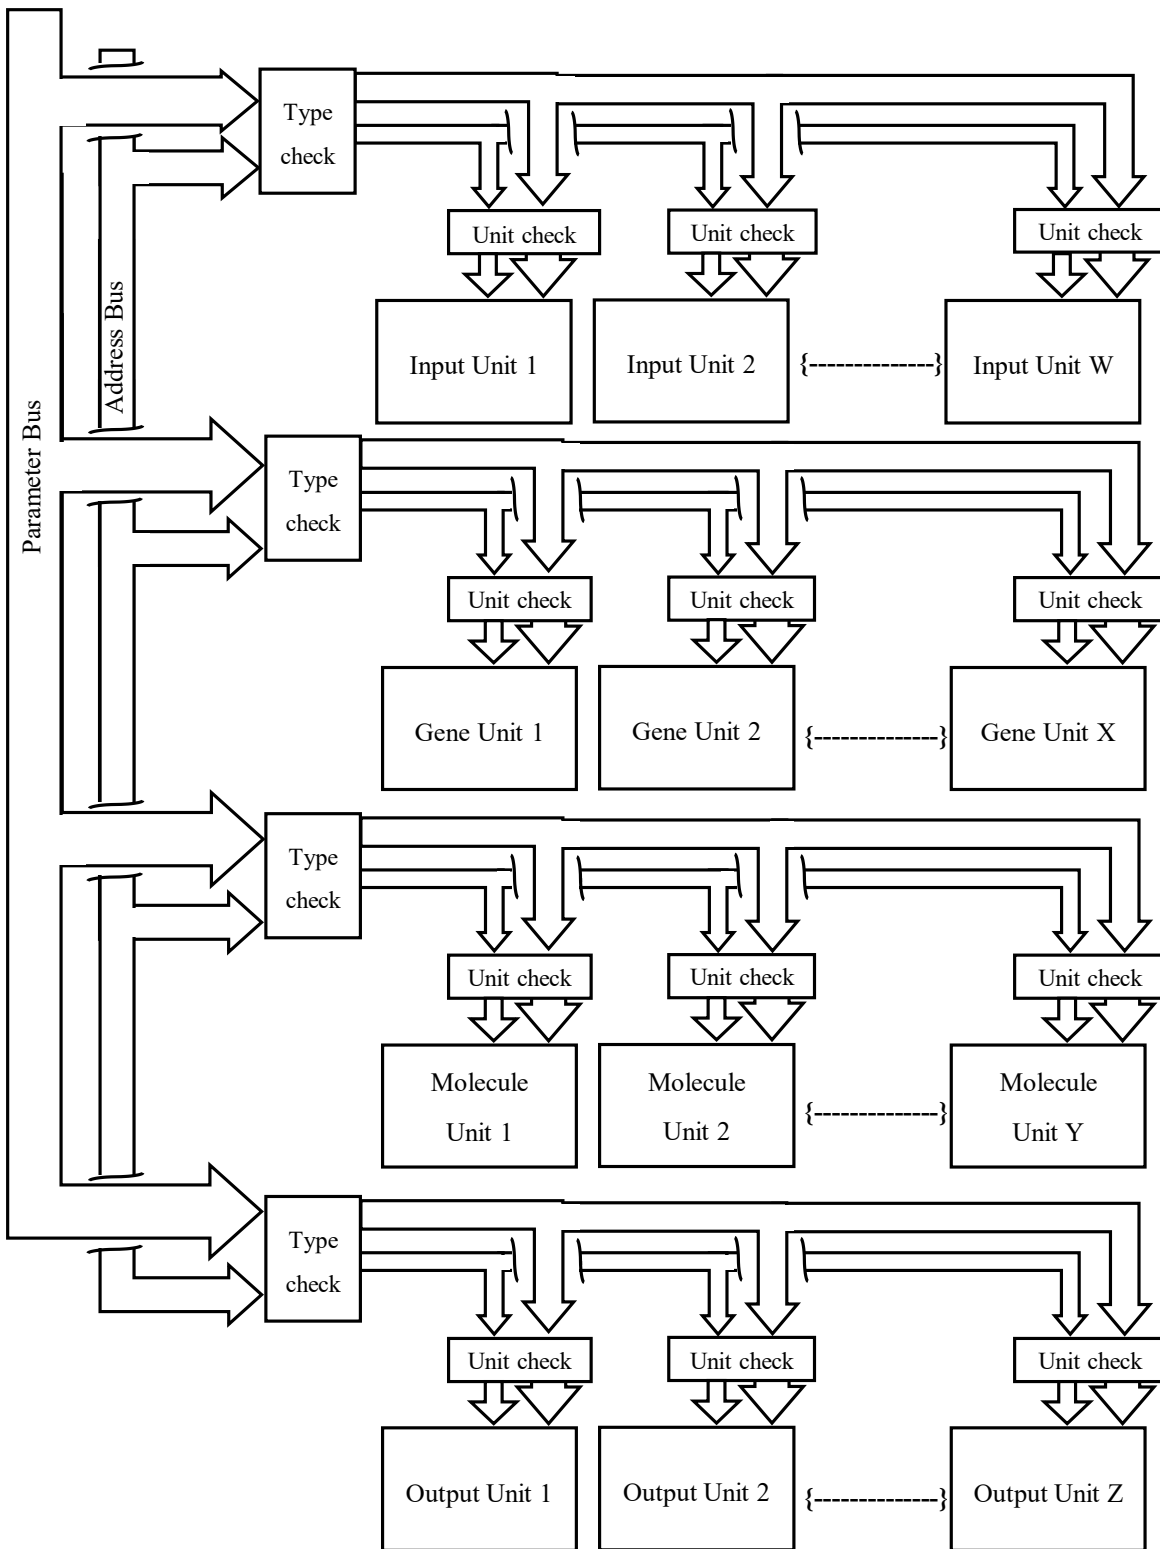 Parameter Bus
Address Bus
Type
check
Unit check
Unit check
Unit check
Input Unit 1
Input Unit 2
{--------------}
Input Unit W
Type
check
Unit check
Unit check
Unit check
Gene Unit 1
Gene Unit 2
{--------------}
Gene Unit X
Type
check
Unit check
Unit check
Unit check
Molecule
Unit 1
Molecule
Unit 2
{--------------}
Molecule
Unit Y
Type
check
Unit check
Unit check
Unit check
Output Unit 1
Output Unit 2
{--------------}
Output Unit Z